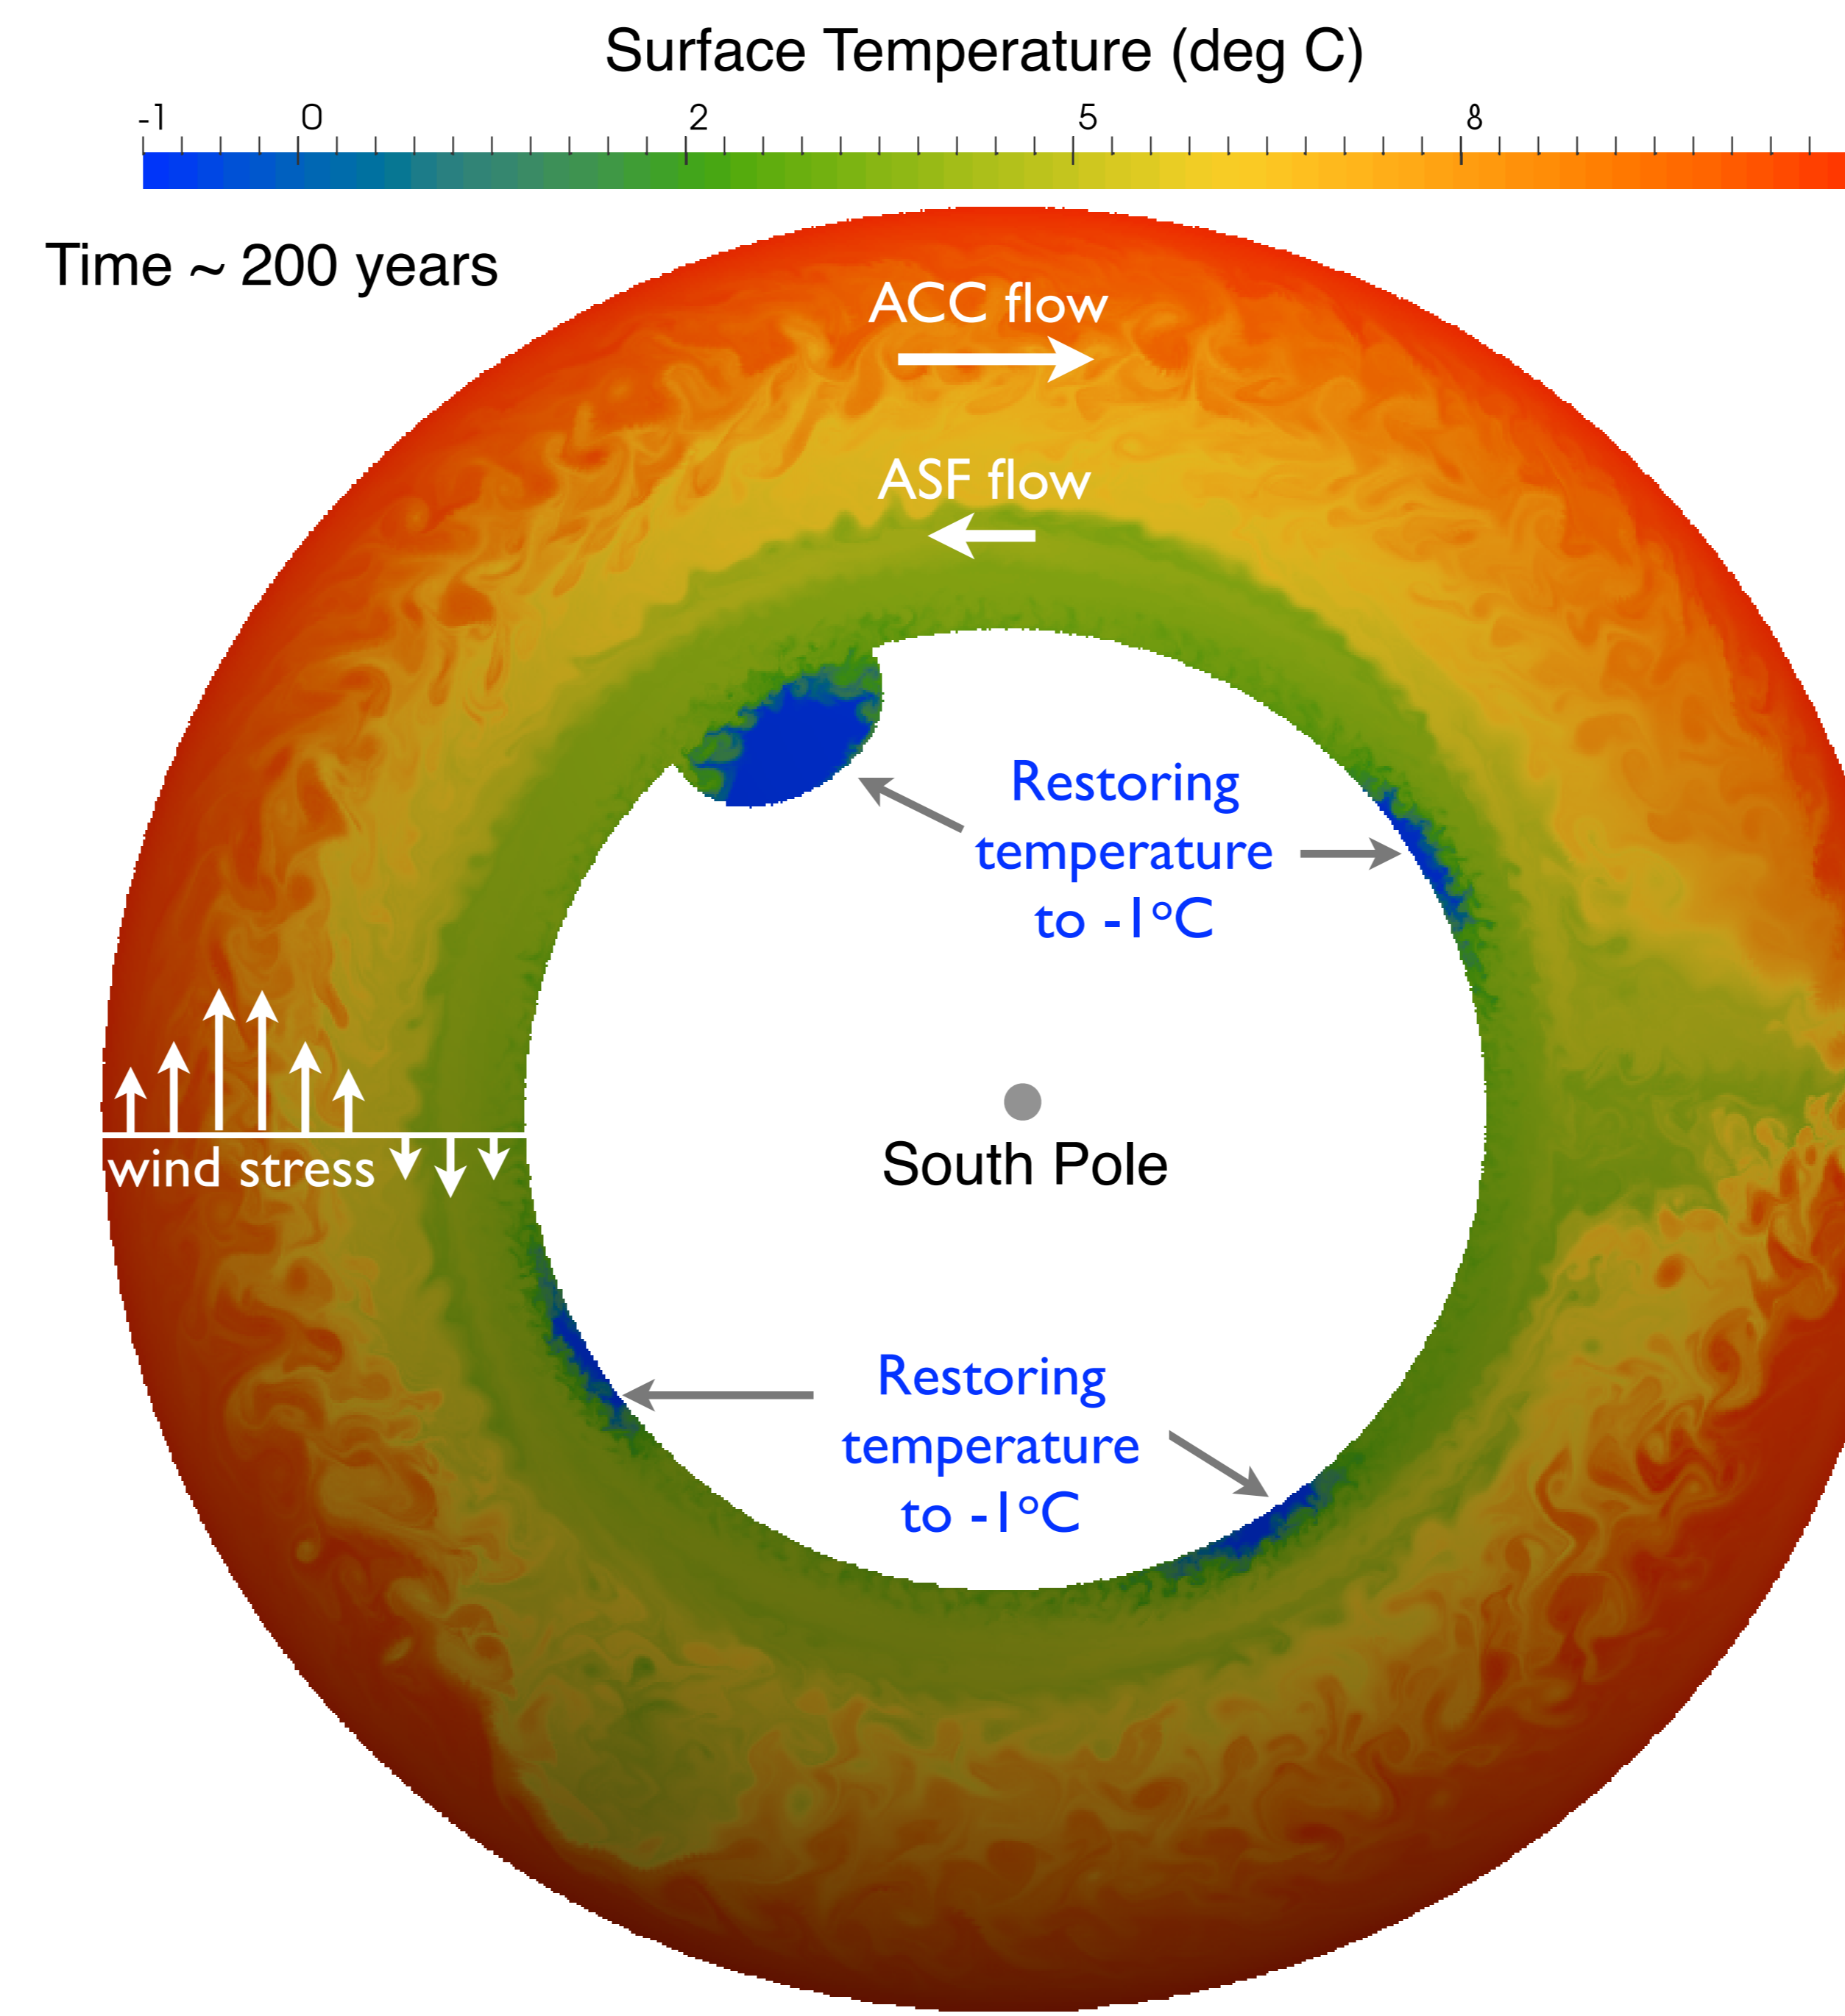 Surface Temperature (deg C)
-1 0 2 5 8
Time ~ 200 years
ACC flow
ASF flow
Restoring
temperature
to -1°C
wind stress
South Pole
Restoring
temperature
to -1°C